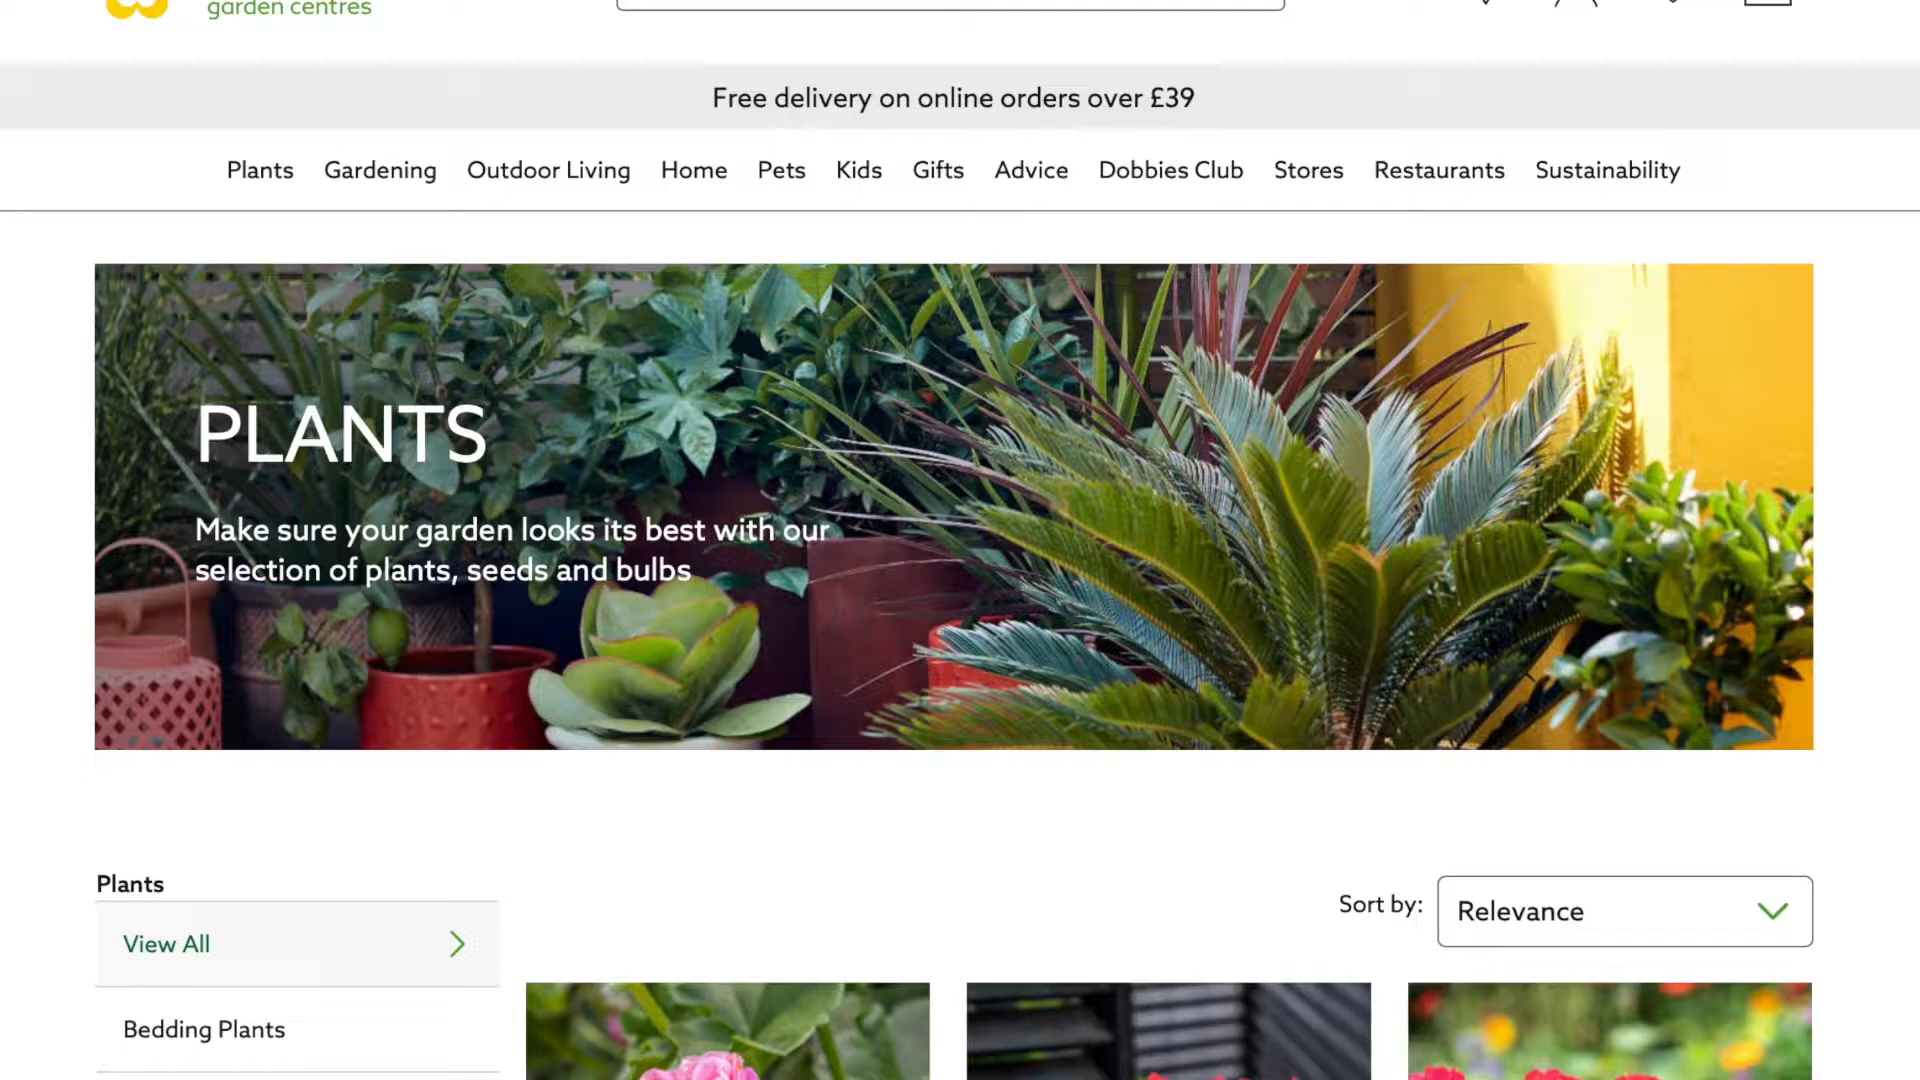 garden centres
Free delivery on online orders over £39
Plants Gardening Outdoor Living Home Pets Kids Gifts Advice Dobbies Club Stores Restaurants Sustainability
PLANTS
Make sure your garden looks its best with our
selection of plants, seeds and bulbs
Plants
Sort by: Relevance
View All
Bedding Plants